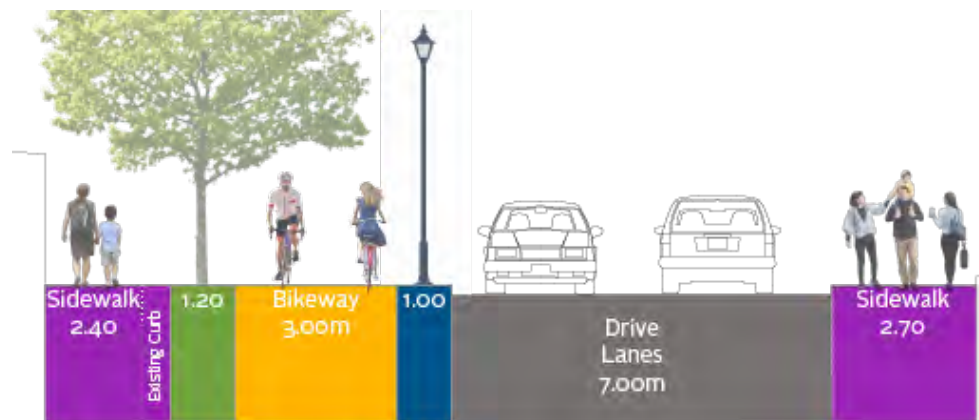 Sidewalk
2.40
Existing Curb
1.20
Bikeway
3.00m
1.00
Drive
Lanes
7.00m
Sidewalk
2.70